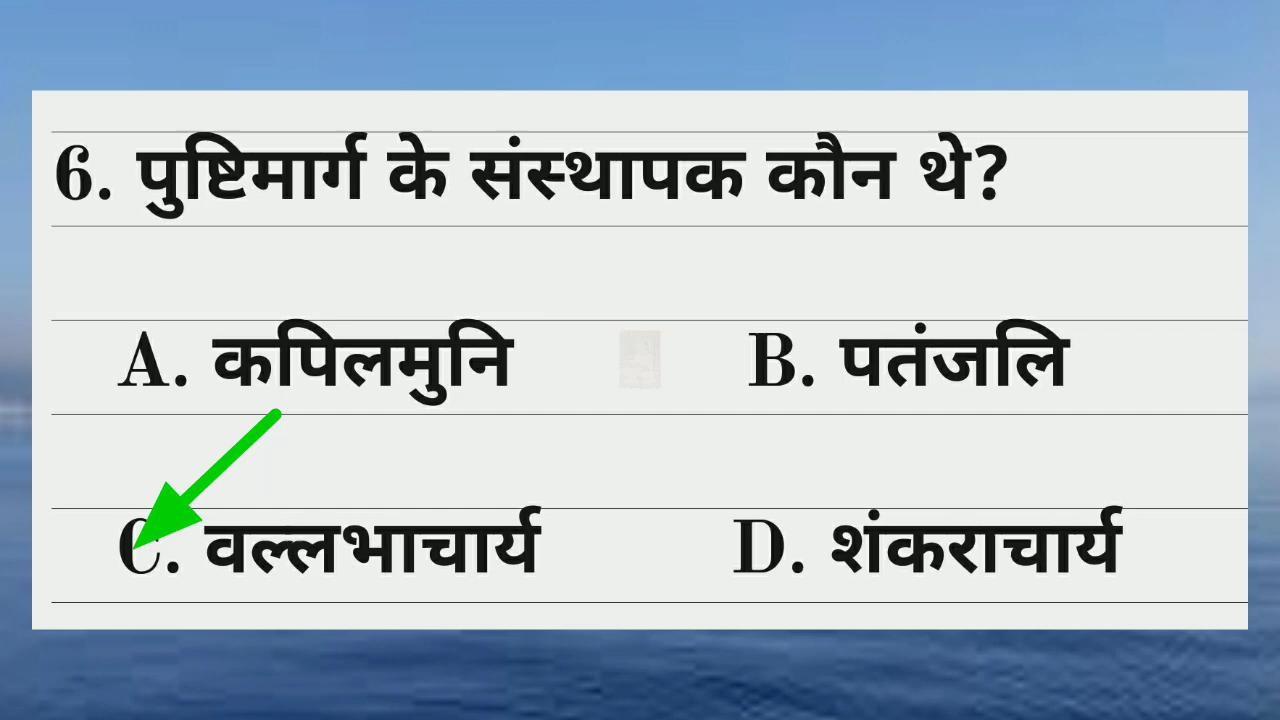 6. पुष्टिमार्ग के संस्थापक कौन थे?
A. कपिलमुनि B. पतंजलि
C. वल्लभाचार्य D. शंकराचार्य